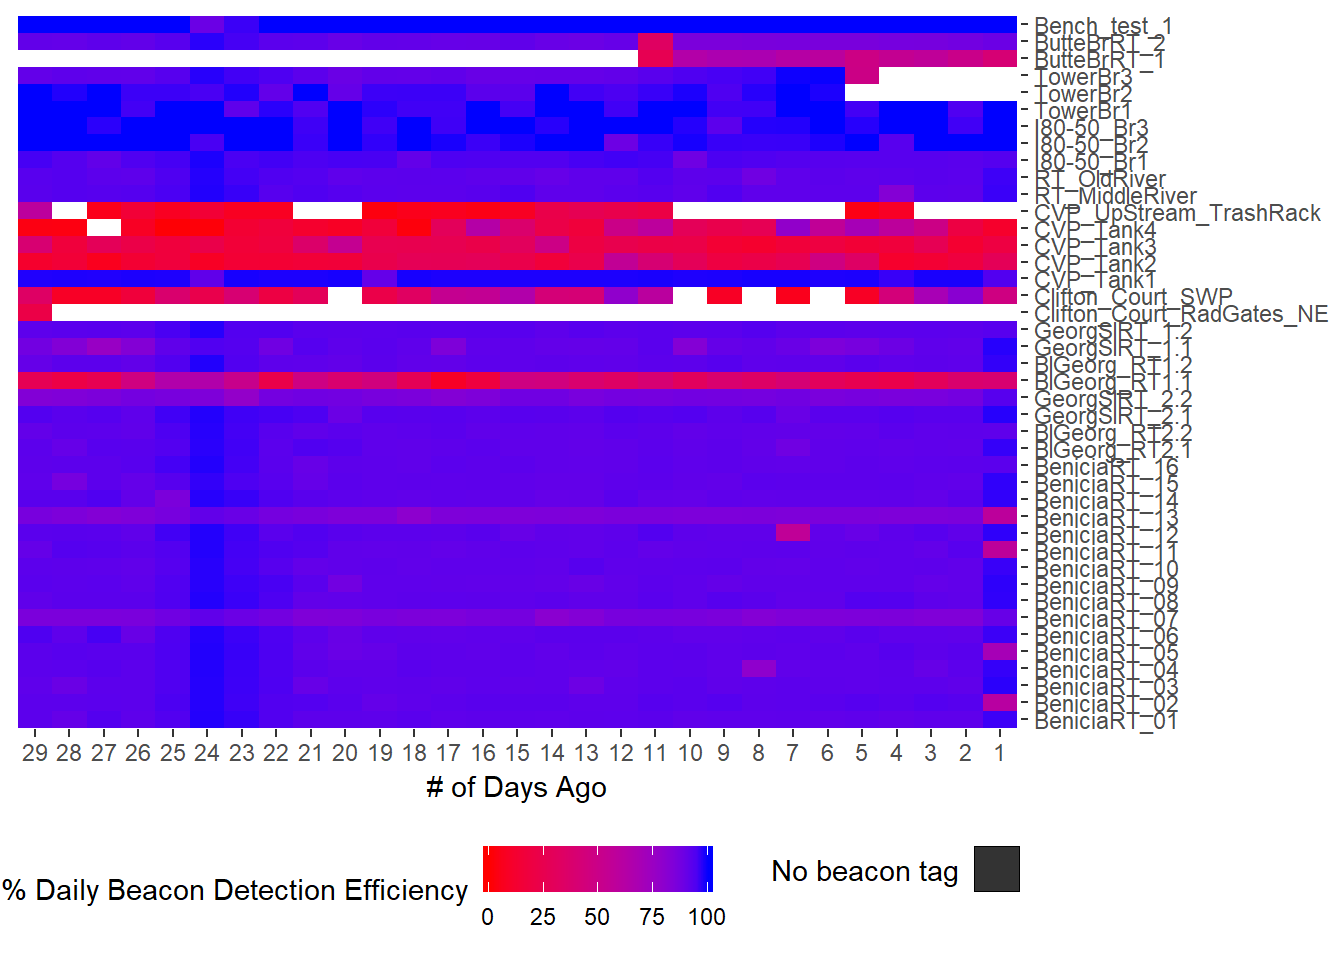 Bench_test_1
ButteBrRT_2
ButteBrRT_1
TowerBr3
TowerBr2
TowerBr1
I80-50_Br3
I80-50_Br2
I80-50_Br1
RT_OldRiver
RT_MiddleRiver
CVP_UpStream_TrashRack
CVP_Tank4
CVP_Tank3
CVP_Tank2
CVP_Tank1
Clifton_Court_SWP
Clifton_Court_RadGates_NE
GeorgSlRT_1.2
GeorgSlRT_1.1
BlGeorg_RT1.2
BlGeorg_RT1.1
GeorgSlRT_2.2
GeorgSlRT_2.1
BlGeorg_RT2.2
BlGeorg_RT2.1
BeniciaRT_16
BeniciaRT_15
BeniciaRT_14
BeniciaRT_13
BeniciaRT_12
BeniciaRT_11
BeniciaRT_10
BeniciaRT_09
BeniciaRT_08
BeniciaRT_07
BeniciaRT_06
BeniciaRT_05
BeniciaRT_04
BeniciaRT_03
BeniciaRT_02
BeniciaRT_01
29 28 27 26 25 24 23 22 21 20 19 18 17 16 15 14 13 12 11 10 9 8 7 6 5 4 3 2 1
# of Days Ago
% Daily Beacon Detection Efficiency
0 25 50 75 100
No beacon tag